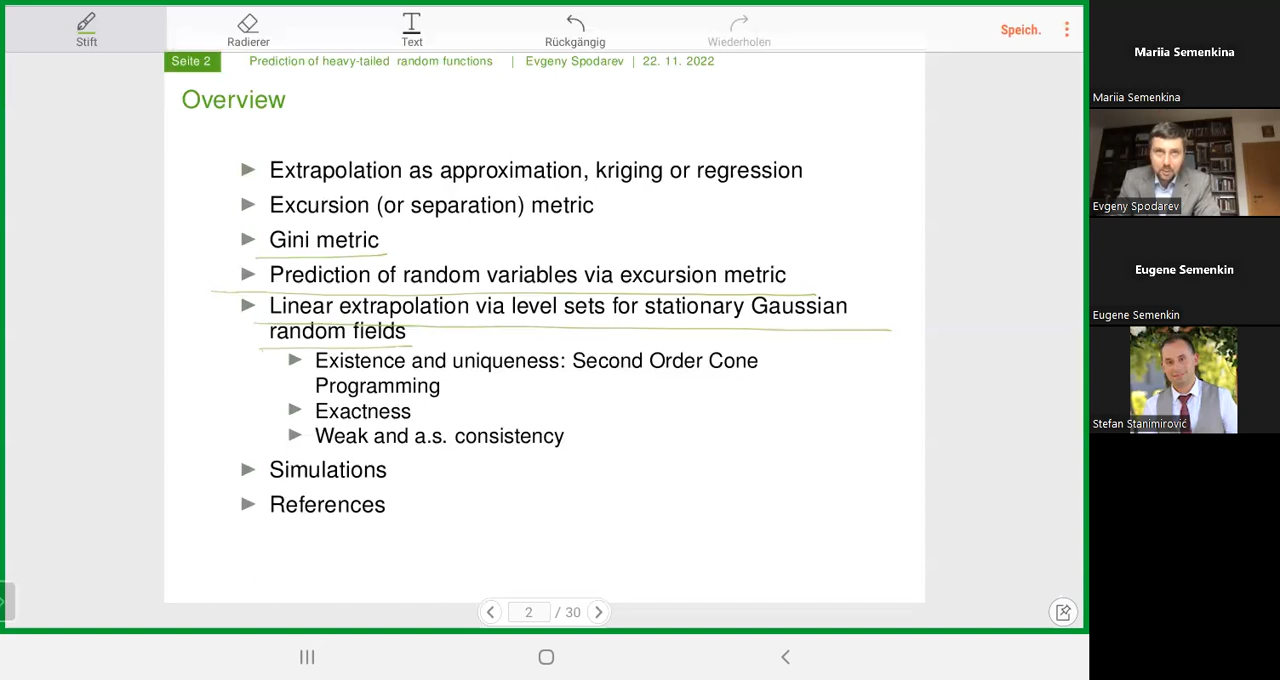 Stift
Radierer
Text
Rückgängig
Wiederholen
Speich.
Seite 2 Prediction of heavy-tailed random functions | Evgeny Spodarev | 22. 11. 2022
Overview
Extrapolation as approximation, kriging or regression
Excursion (or separation) metric
Gini metric
Prediction of random variables via excursion metric
Linear extrapolation via level sets for stationary Gaussian
random fields
Existence and uniqueness: Second Order Cone
Programming
Exactness
Weak and a.s. consistency
Simulations
References
2 / 30
Mariia Semenkina
Mariia Semenkina
Evgeny Spodarev
Eugene Semenkin
Eugene Semenkin
Stefan Stanimirović